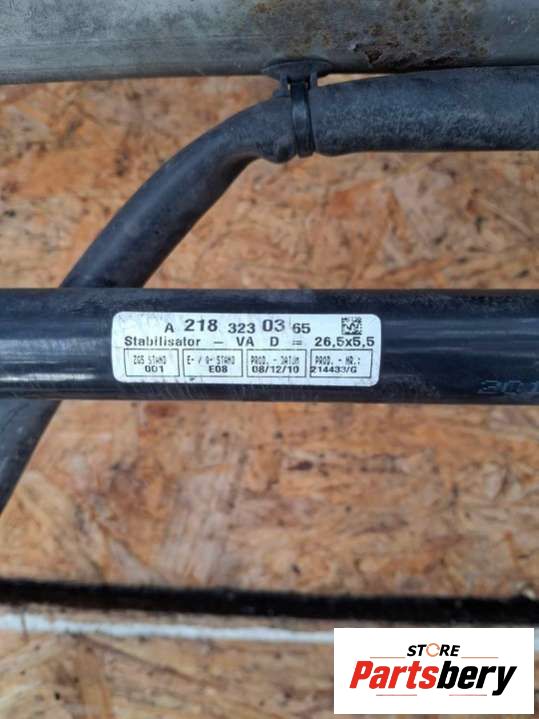 A 218 323 03 65
Stabilisator - VA D = 26,5x5,5
ZGS STAND E- / Q- STAND PROD. - DATUM PROD. - NR.:
001 E08 08/12/10 214433/G
STORE
Partsbery